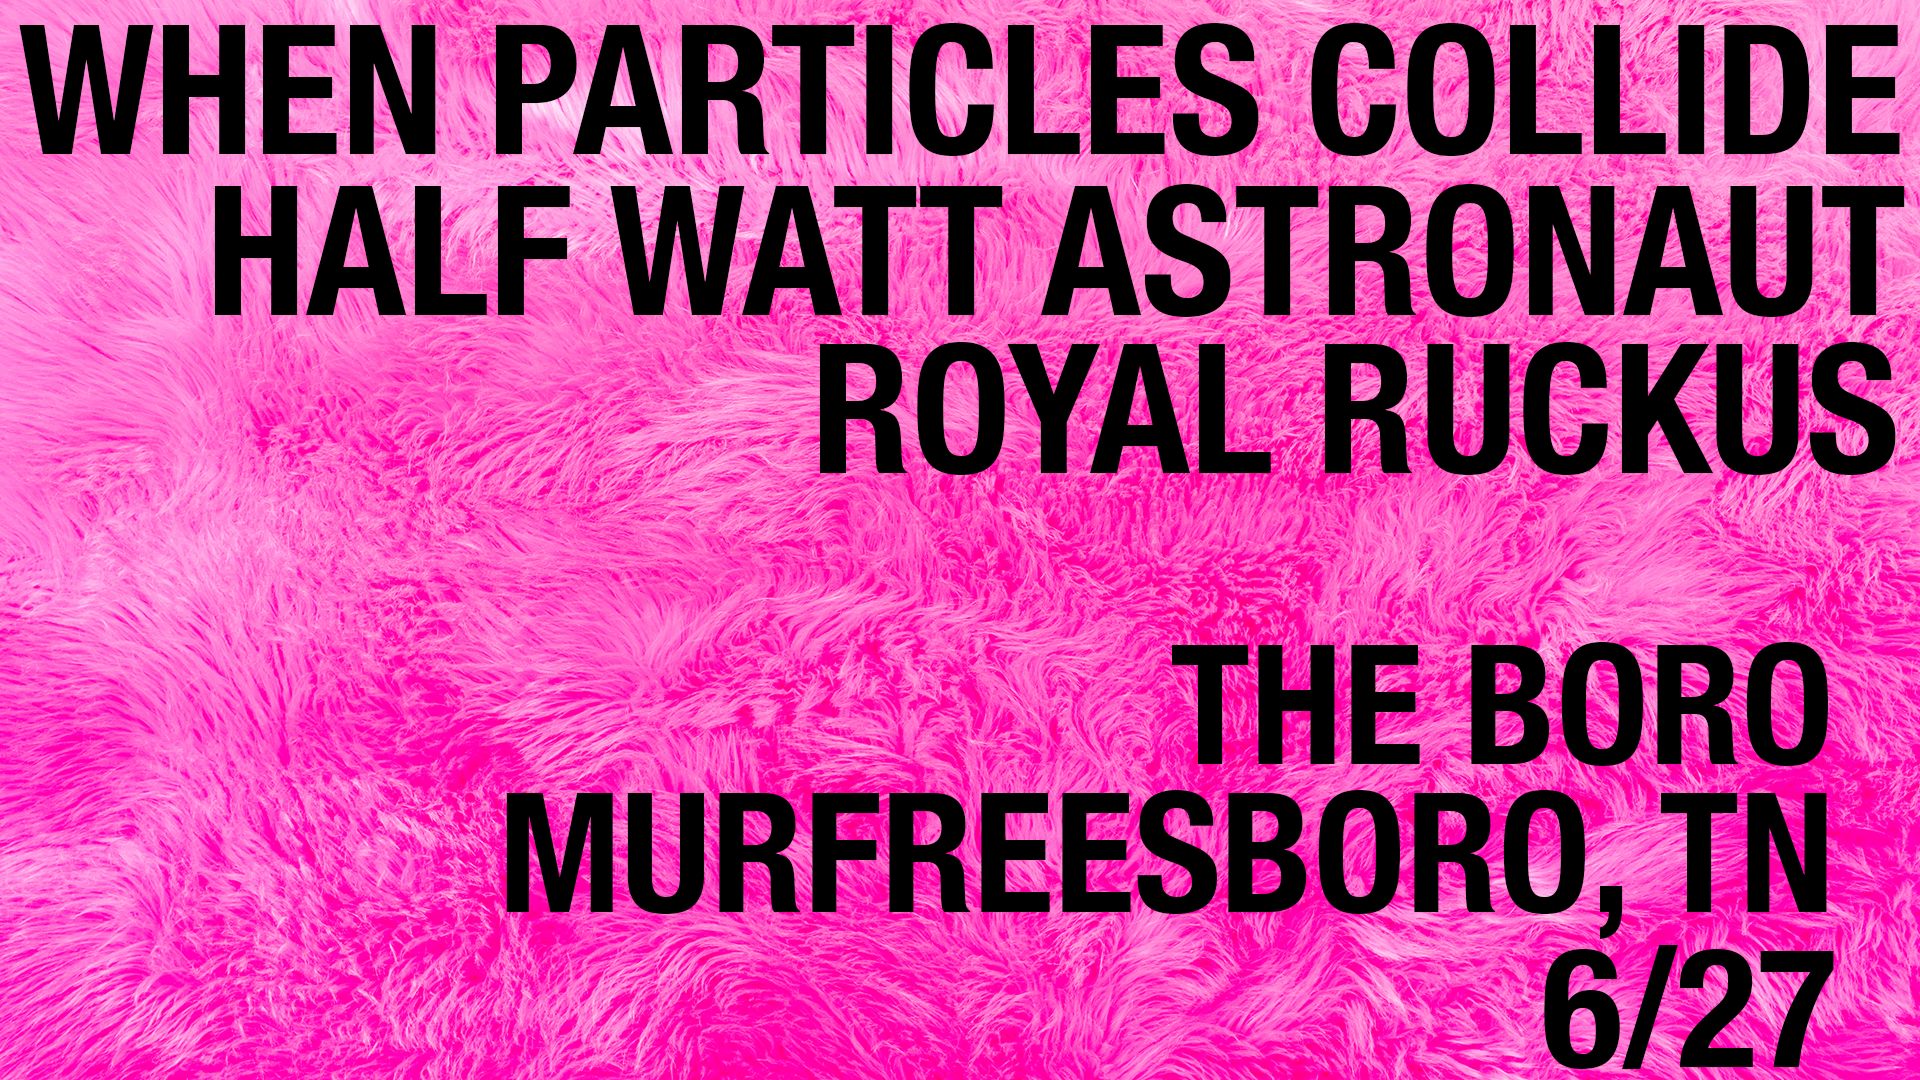 WHEN PARTICLES COLLIDE
HALF WATT ASTRONAUT
ROYAL RUCKUS
THE BORO
MURFREESBORO, TN
6/27